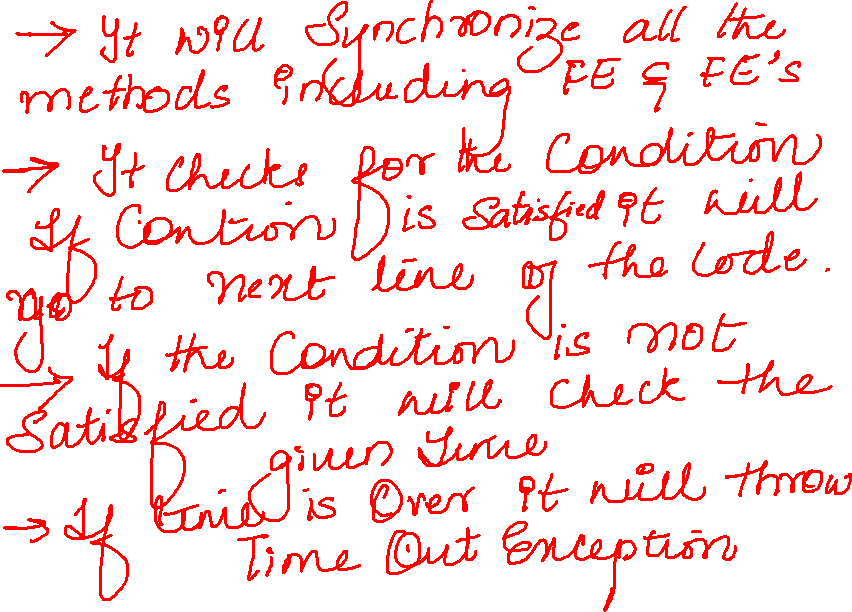 → It will Synchronize all the
methods including FE & FE's
→ It checks for the Condition
If Contion is Satisfied it will
go to next line of the code.
→ If the Condition is not
Satisfied it will check the
given Time
→ If time is Over it will throw
Time Out Exception